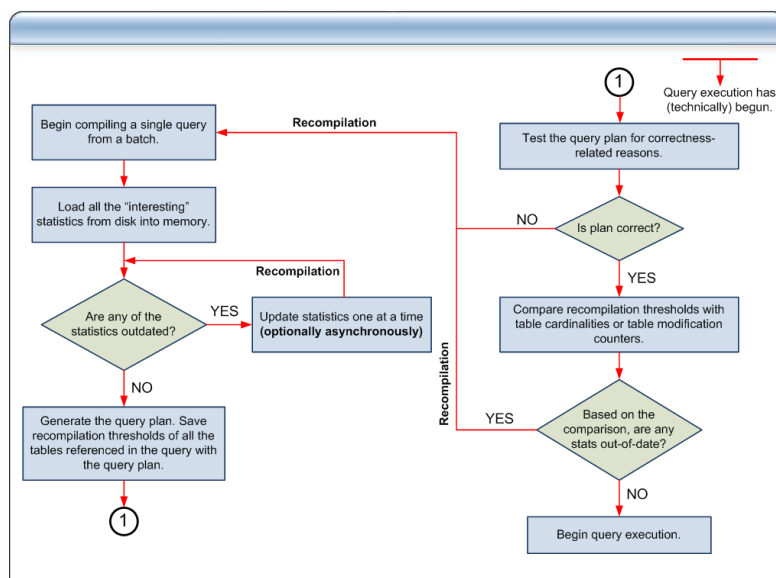 Begin compiling a single query
from a batch.
Load all the “interesting”
statistics from disk into memory.
Recompilation
Are any of the
statistics outdated?
YES
Update statistics one at a time
(optionally asynchronously)
NO
Generate the query plan. Save
recompilation thresholds of all the
tables referenced in the query with
the query plan.
1
Recompilation
1
Query execution has
(technically) begun.
Test the query plan for correctness-
related reasons.
NO
Is plan correct?
YES
Compare recompilation thresholds with
table cardinalities or table modification
counters.
Recompilation
YES
Based on the
comparison, are any
stats out-of-date?
NO
Begin query execution.